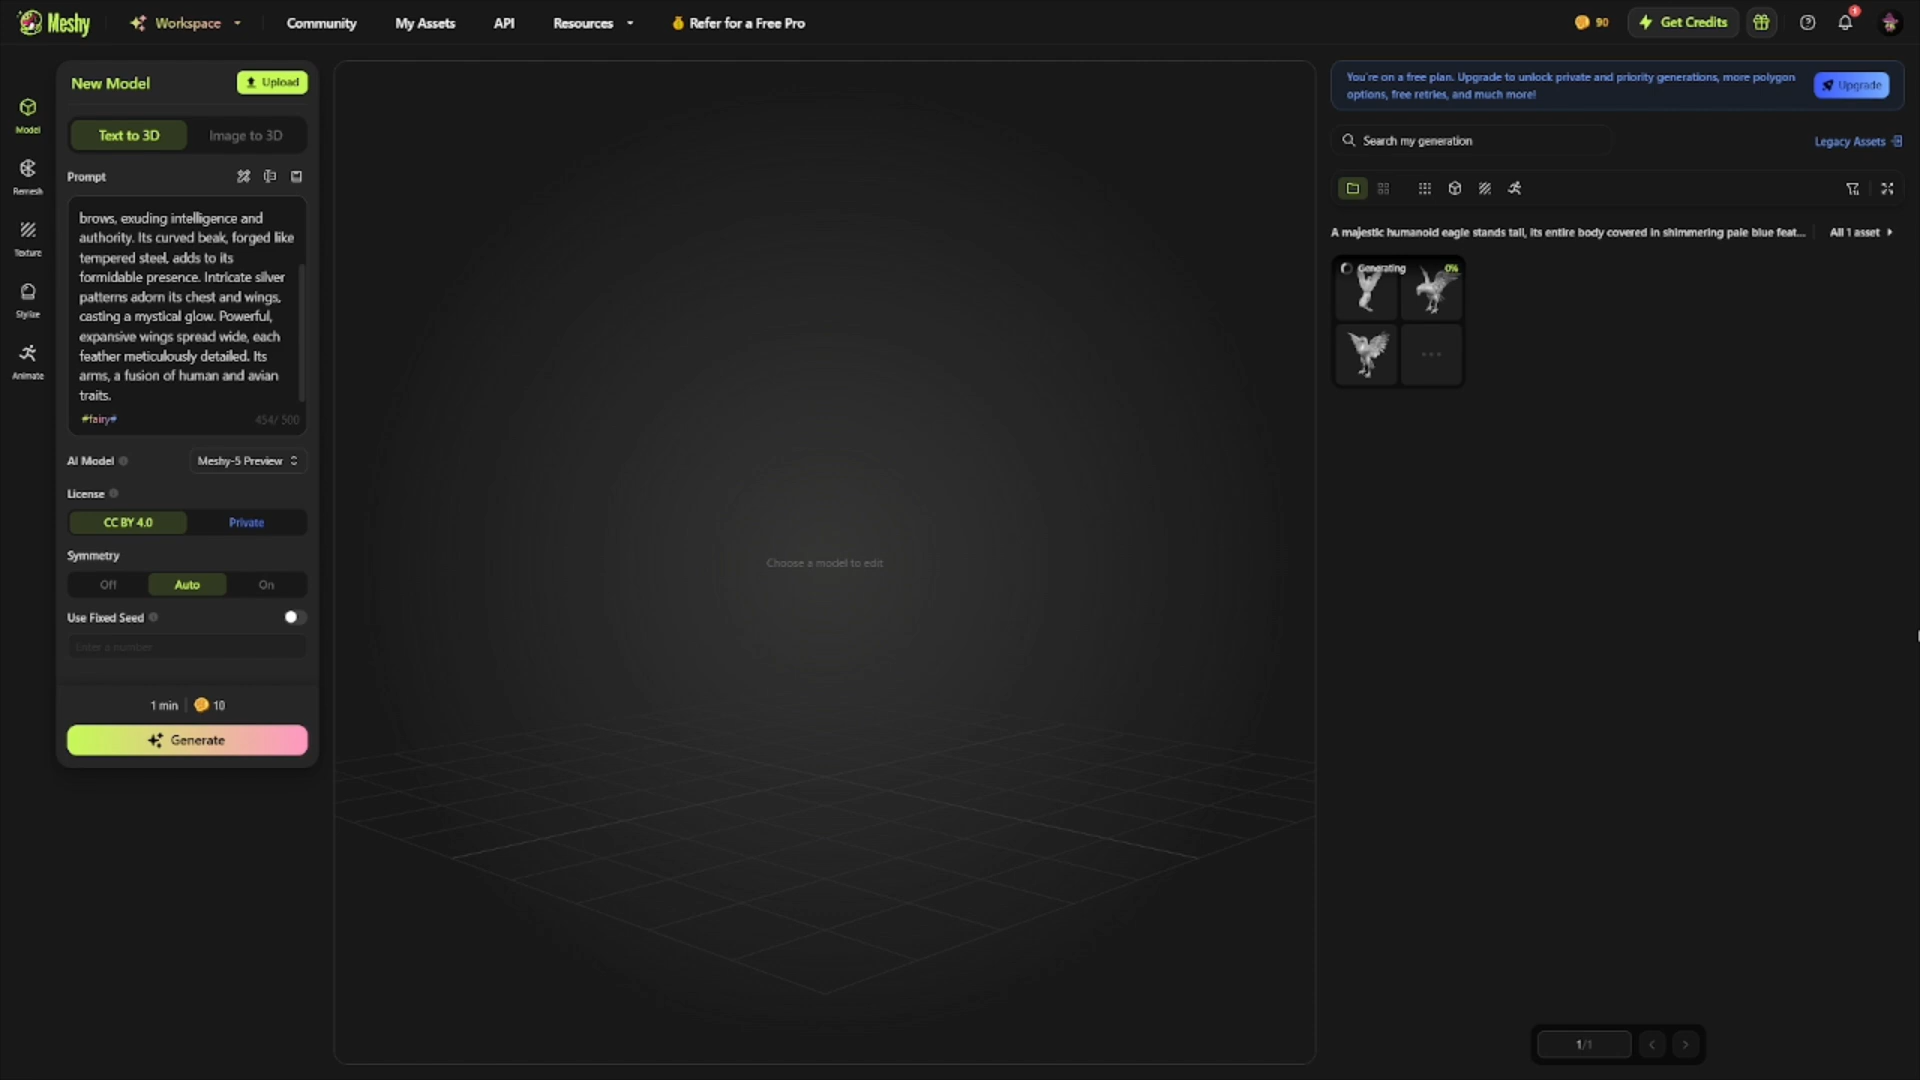 Meshy
Workspace
Community
My Assets
API
Resources
Refer for a Free Pro
90
Get Credits
1
New Model
Upload
Text to 3D
Image to 3D
Prompt
brows, exuding intelligence and
authority. Its curved beak, forged like
tempered steel, adds to its
formidable presence. Intricate silver
patterns adorn its chest and wings,
casting a mystical glow. Powerful,
expansive wings spread wide, each
feather meticulously detailed. Its
arms, a fusion of human and avian
traits.
#fairy#
454/ 500
AI Model
Meshy-5 Preview
License
CC BY 4.0
Private
Symmetry
Off
Auto
On
Use Fixed Seed
Enter a number
1 min
10
Generate
Model
Remesh
Texture
Stylize
Animate
Choose a model to edit
You're on a free plan. Upgrade to unlock private and priority generations, more polygon
options, free retries, and much more!
Upgrade
Search my generation
Legacy Assets
A majestic humanoid eagle stands tall, its entire body covered in shimmering pale blue feat...
All 1 asset
Generating
0%
1/1